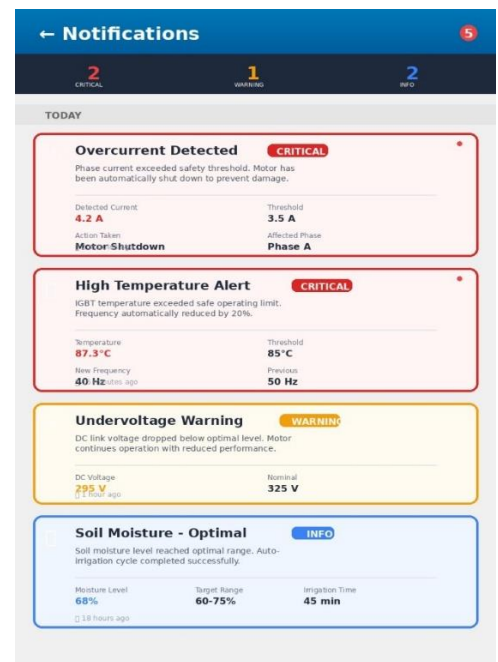 ← Notifications
5
2 1 2
CRITICAL WARNING INFO
TODAY
Overcurrent Detected CRITICAL
Phase current exceeded safety threshold. Motor has
been automatically shut down to prevent damage.
Detected Current Threshold
4.2 A 3.5 A
Action Taken Affected Phase
Motor Shutdown Phase A
High Temperature Alert CRITICAL
IGBT temperature exceeded safe operating limit.
Frequency automatically reduced by 20%.
Temperature Threshold
87.3°C 85°C
New Frequency Previous
40 Hz ago 50 Hz
Undervoltage Warning WARNING
DC link voltage dropped below optimal level. Motor
continues operation with reduced performance.
DC Voltage Nominal
295 V 325 V
1 hour ago
Soil Moisture - Optimal INFO
Soil moisture level reached optimal range. Auto-
irrigation cycle completed successfully.
Moisture Level Target Range Irrigation Time
68% 60-75% 45 min
18 hours ago